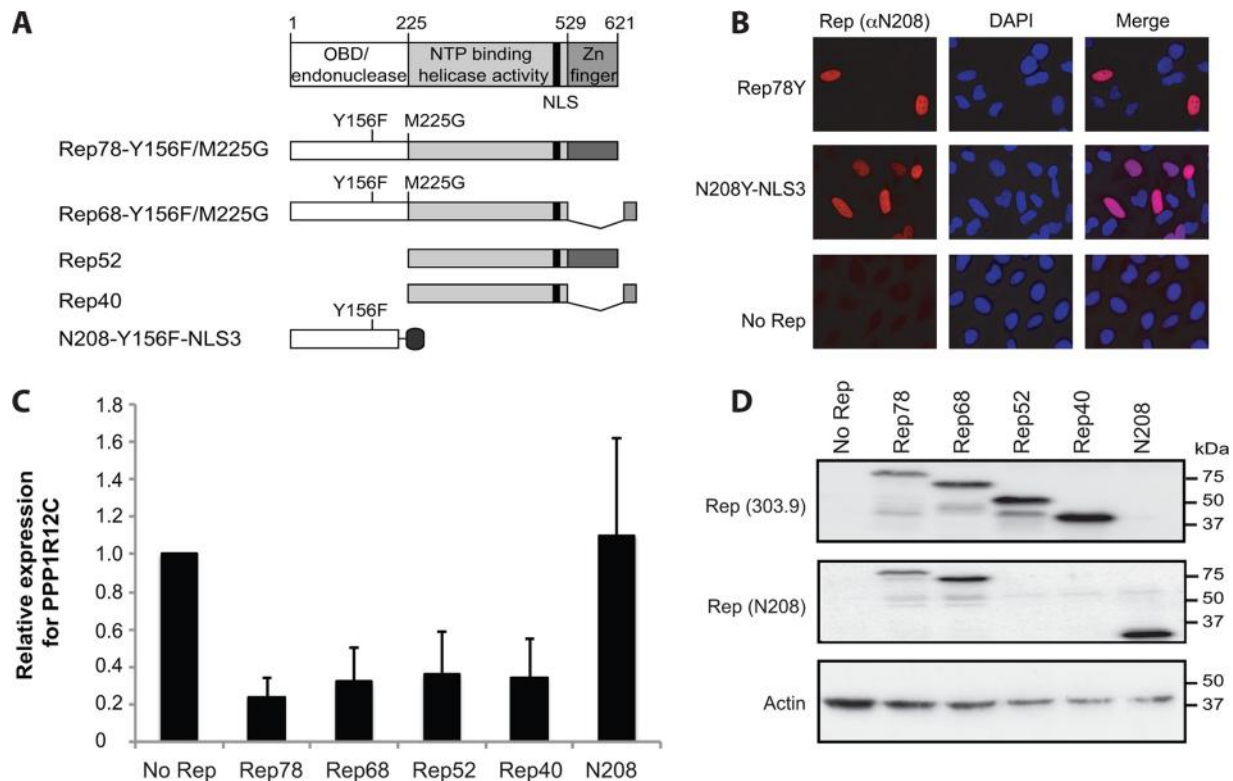 A
1 225 529 621
OBD/
endonuclease
NTP binding
helicase activity
Zn
finger
NLS
Y156F M225G
Rep78-Y156F/M225G
Y156F M225G
Rep68-Y156F/M225G
Rep52
Rep40
Y156F
N208-Y156F-NLS3
B
Rep (αN208) DAPI Merge
Rep78Y
N208Y-NLS3
No Rep
C
Relative expression
for PPP1R12C
1.8
1.6
1.4
1.2
1.0
0.8
0.6
0.4
0.2
0
No Rep Rep78 Rep68 Rep52 Rep40 N208
D
No Rep Rep78 Rep68 Rep52 Rep40 N208
kDa
Rep (303.9)
75
50
37
Rep (N208)
75
50
37
Actin
50
37